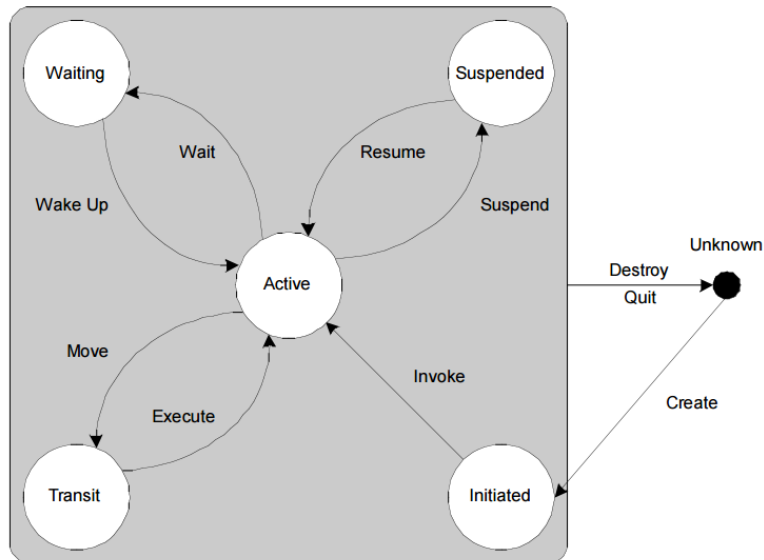 Waiting
Suspended
Wait
Resume
Wake Up
Suspend
Unknown
Active
Destroy
Quit
Move
Invoke
Create
Execute
Transit
Initiated